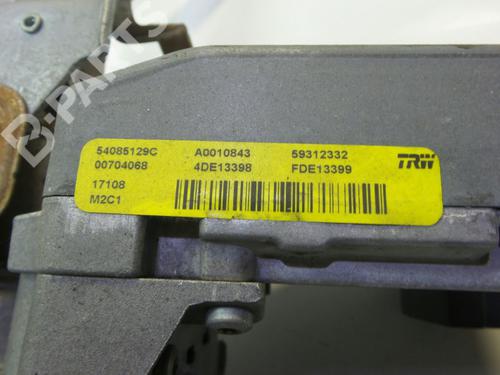 B-PARTS
54085129C A0010843 59312332 TRW
00704068 4DE13398 FDE13399
17108
M2C1